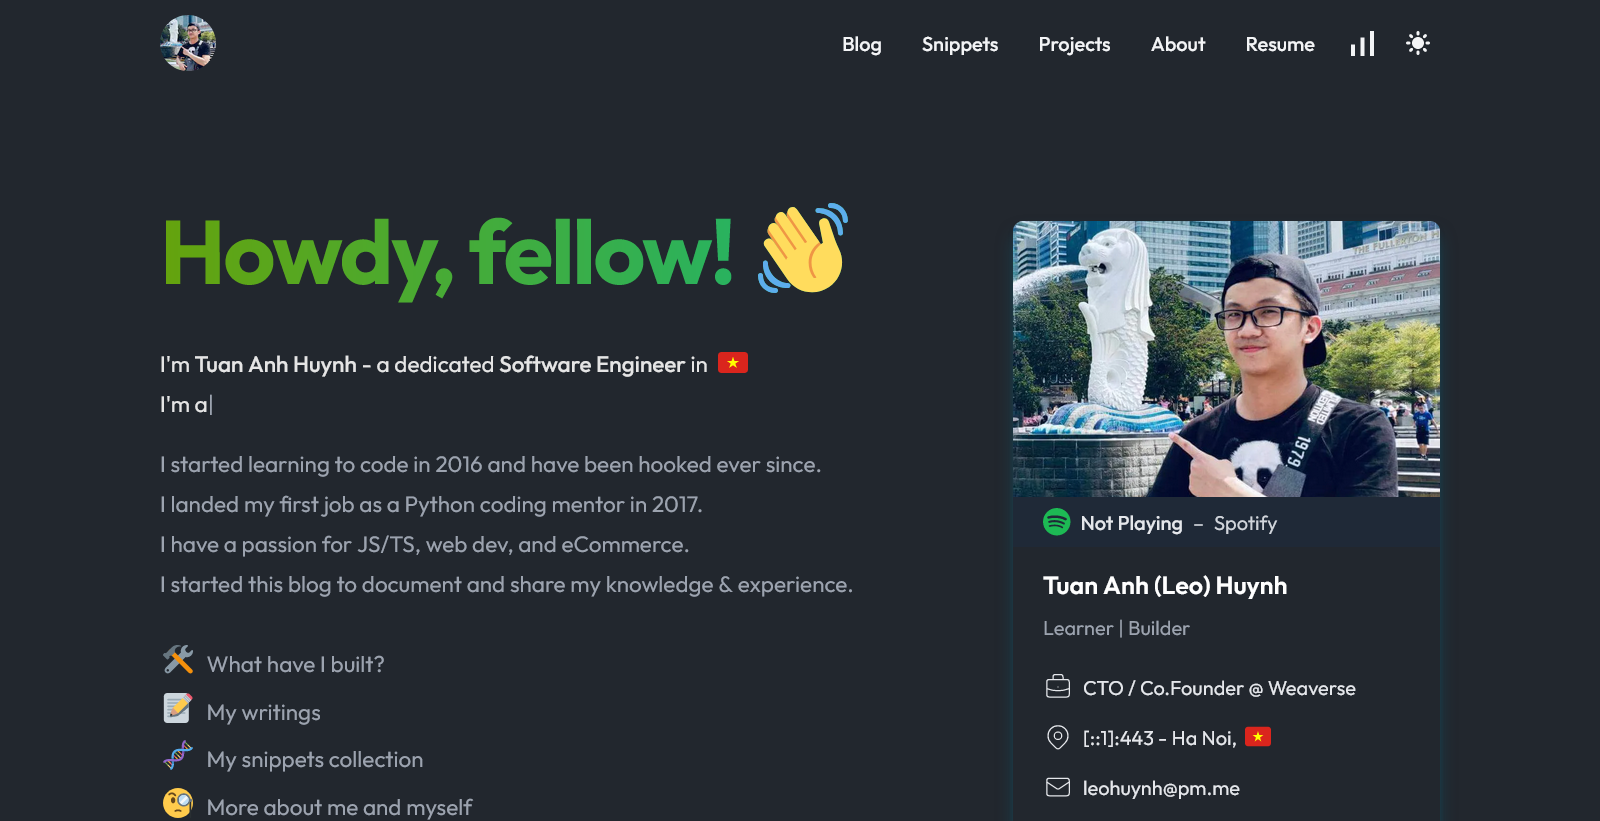 Blog Snippets Projects About Resume
Howdy, fellow! 👋
I'm Tuan Anh Huynh - a dedicated Software Engineer in 🇻🇳
I'm a|
I started learning to code in 2016 and have been hooked ever since.
I landed my first job as a Python coding mentor in 2017.
I have a passion for JS/TS, web dev, and eCommerce.
I started this blog to document and share my knowledge & experience.
🛠️ What have I built?
📝 My writings
🧬 My snippets collection
🧐 More about me and myself
THE FULLERTON
1979
Not Playing – Spotify
Tuan Anh (Leo) Huynh
Learner | Builder
CTO / Co.Founder @ Weaverse
[::1]:443 - Ha Noi, 🇻🇳
leohuynh@pm.me